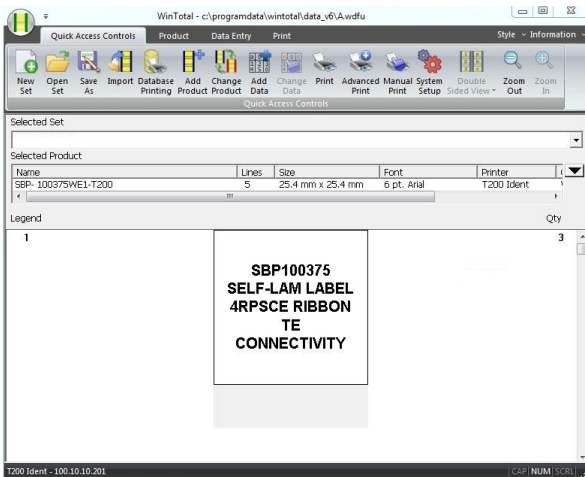 WinTotal - c:\programdata\wintotal\data_v6\A.wdfu
Quick Access Controls Product Data Entry Print Style Information
New Set Open Set Save As Import Database Printing Add Product Change Product Add Data Change Data Print Advanced Print Manual Print System Setup Double Sided View Zoom Out Zoom In
Quick Access Controls
Selected Set
Selected Product
Name Lines Size Font Printer
SBP- 100375WE1-T200 5 25.4 mm x 25.4 mm 6 pt. Arial T200 Ident
Legend Qty
1 3
SBP100375
SELF-LAM LABEL
4RPSCE RIBBON
TE
CONNECTIVITY
T200 Ident - 100.10.10.201 CAP NUM SCRL